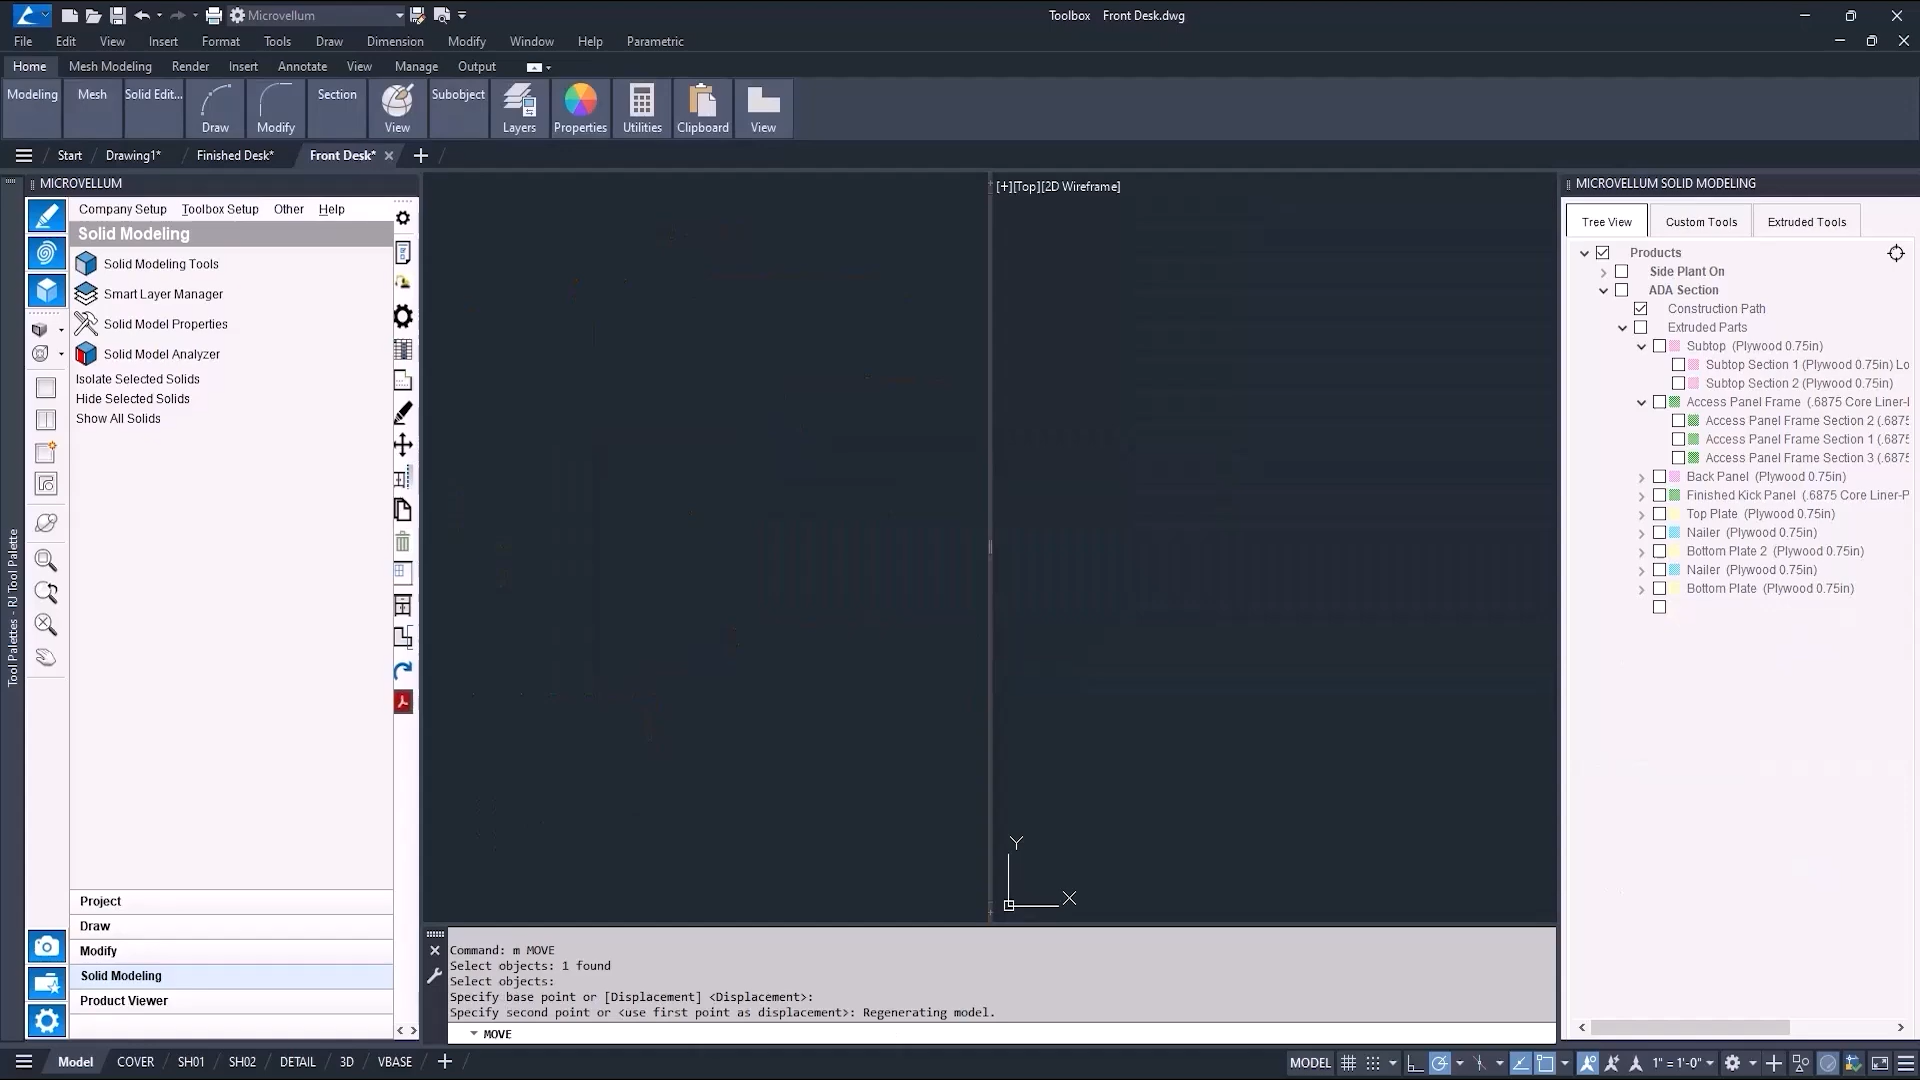 Microvellum
Toolbox Front Desk.dwg
File Edit View Insert Format Tools Draw Dimension Modify Window Help Parametric
Home Mesh Modeling Render Insert Annotate View Manage Output
Modeling Mesh Solid Edit... Draw Modify Section View Subobject Layers Properties Utilities Clipboard View
Start Drawing1* Finished Desk* Front Desk*
MICROVELLUM
Company Setup Toolbox Setup Other Help
Solid Modeling
Solid Modeling Tools
Smart Layer Manager
Solid Model Properties
Solid Model Analyzer
Isolate Selected Solids
Hide Selected Solids
Show All Solids
Tool Palettes - RJ Tool Palette
Project
Draw
Modify
Solid Modeling
Product Viewer
[+][Top][2D Wireframe]
Y
X
Command: m MOVE
Select objects: 1 found
Select objects:
Specify base point or [Displacement] <Displacement>:
Specify second point or <use first point as displacement>: Regenerating model.
MOVE
MICROVELLUM SOLID MODELING
Tree View Custom Tools Extruded Tools
Products
Side Plant On
ADA Section
Construction Path
Extruded Parts
Subtop (Plywood 0.75in)
Subtop Section 1 (Plywood 0.75in) Lo
Subtop Section 2 (Plywood 0.75in)
Access Panel Frame (.6875 Core Liner-
Access Panel Frame Section 2 (.6875
Access Panel Frame Section 1 (.6875
Access Panel Frame Section 3 (.6875
Back Panel (Plywood 0.75in)
Finished Kick Panel (.6875 Core Liner-P
Top Plate (Plywood 0.75in)
Nailer (Plywood 0.75in)
Bottom Plate 2 (Plywood 0.75in)
Nailer (Plywood 0.75in)
Bottom Plate (Plywood 0.75in)
Model COVER SH01 SH02 DETAIL 3D VBASE
MODEL 1" = 1'-0"